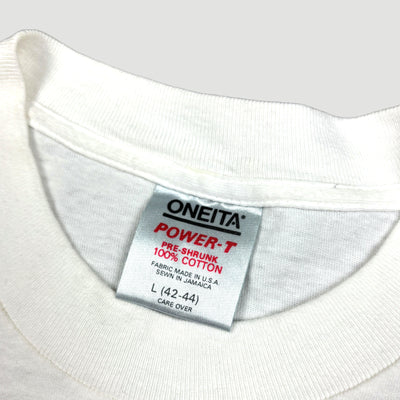 ONEITA®
POWER-T
PRE-SHRUNK
100% COTTON
FABRIC MADE IN U.S.A.
SEWN IN JAMAICA
L (42-44)
CARE OVER